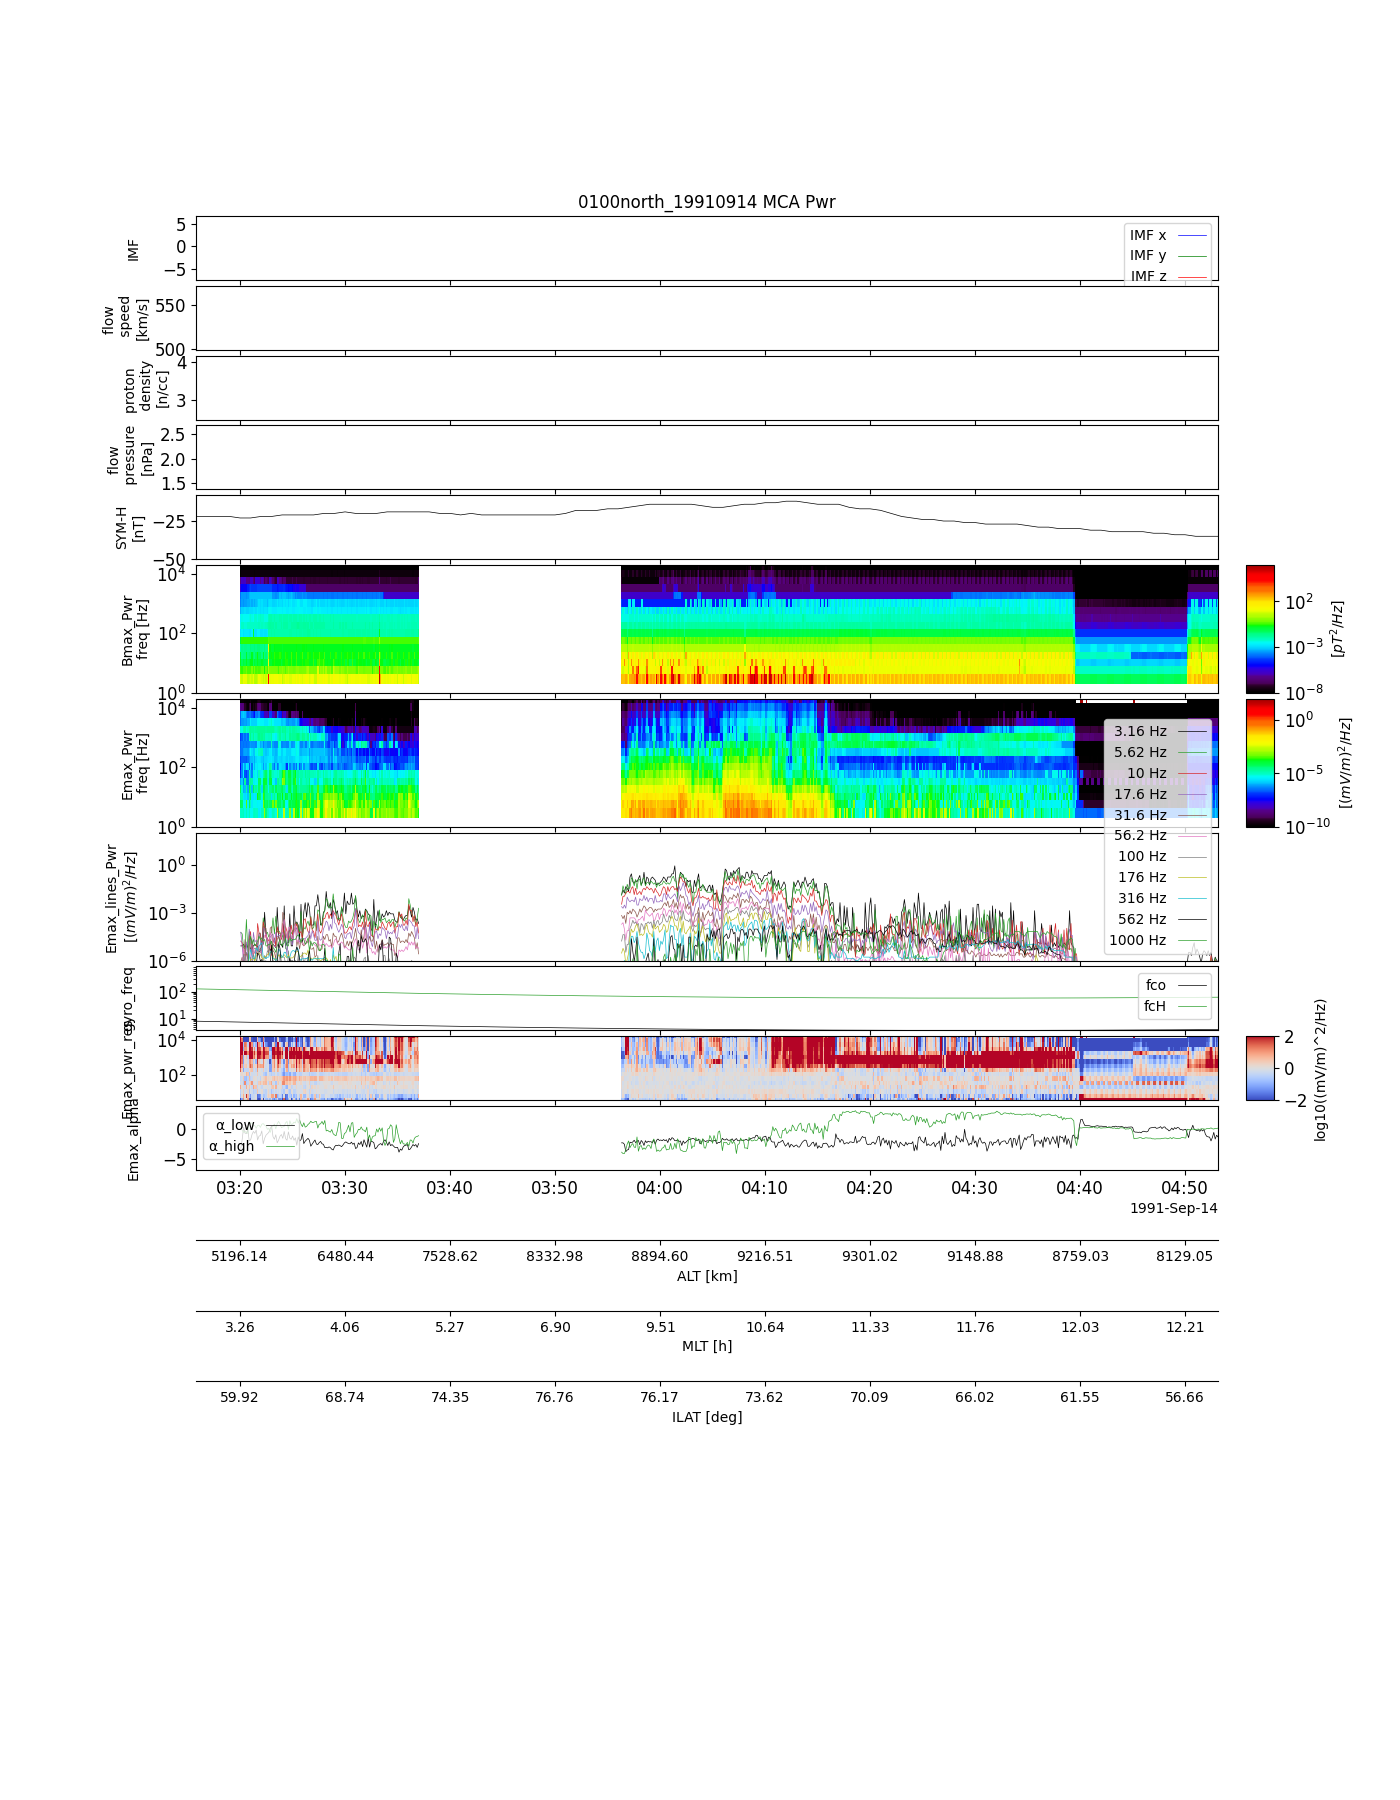 0100north_19910914 MCA Pwr
5
0
−5
IMF
IMF x
IMF y
IMF z
550
500
flow
speed
[km/s]
4
3
proton
density
[n/cc]
2.5
2.0
1.5
flow
pressure
[nPa]
−25
−50
SYM-H
[nT]
10^4
10^2
10^0
Bmax_Pwr
freq [Hz]
10^2
10^−3
10^−8
[pT^2/Hz]
10^4
10^2
10^0
Emax_Pwr
freq [Hz]
10^0
10^−5
10^−10
[(mV/m)^2/Hz]
3.16 Hz
5.62 Hz
10 Hz
17.6 Hz
31.6 Hz
56.2 Hz
100 Hz
176 Hz
316 Hz
562 Hz
1000 Hz
10^0
10^−3
10^−6
Emax_lines_Pwr
[(mV/m)^2/Hz]
10^2
10^1
gyro_freq
fco
fcH
10^4
10^2
Emax_pwr_reg
2
0
−2
log10((mV/m)^2/Hz)
0
−5
Emax_alpha
α_low
α_high
03:20 03:30 03:40 03:50 04:00 04:10 04:20 04:30 04:40 04:50
1991-Sep-14
5196.14 6480.44 7528.62 8332.98 8894.60 9216.51 9301.02 9148.88 8759.03 8129.05
ALT [km]
3.26 4.06 5.27 6.90 9.51 10.64 11.33 11.76 12.03 12.21
MLT [h]
59.92 68.74 74.35 76.76 76.17 73.62 70.09 66.02 61.55 56.66
ILAT [deg]